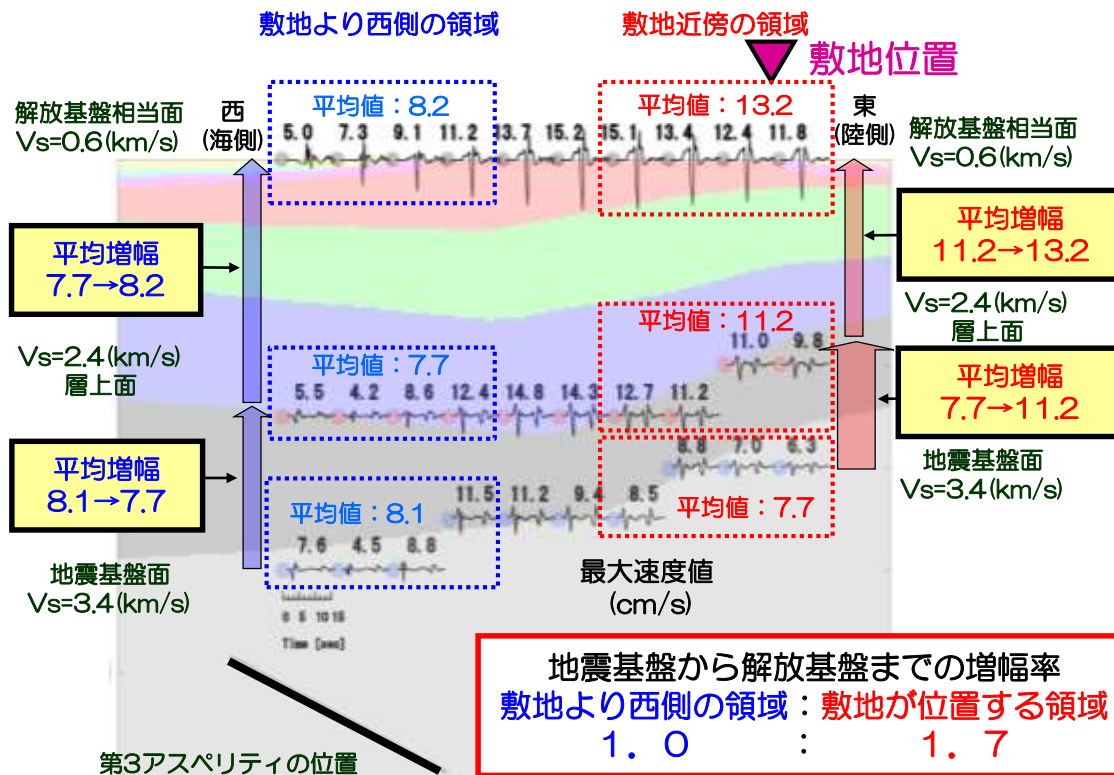 敷地より西側の領域
敷地近傍の領域
敷地位置
解放基盤相当面
Vs=0.6(km/s)
西
(海側)
平均値：8.2
平均値：13.2
東
(陸側)
解放基盤相当面
Vs=0.6(km/s)
5.0 7.3 9.1 11.2 13.7 15.2 15.1 13.4 12.4 11.8
平均増幅
7.7→8.2
平均増幅
11.2→13.2
Vs=2.4(km/s)
層上面
Vs=2.4(km/s)
層上面
平均値：7.7
平均値：11.2
11.0 9.8
5.5 4.2 8.6 12.4 14.8 14.3 12.7 11.2
平均増幅
7.7→11.2
平均増幅
8.1→7.7
8.8 7.0 6.3
地震基盤面
Vs=3.4(km/s)
平均値：8.1
11.5 11.2 9.4 8.5
平均値：7.7
7.6 4.5 8.8
地震基盤面
Vs=3.4(km/s)
最大速度値
(cm/s)
0 5 10 15
Time [sec]
地震基盤から解放基盤までの増幅率
敷地より西側の領域：敷地が位置する領域
1．0 ： 1．7
第3アスペリティの位置